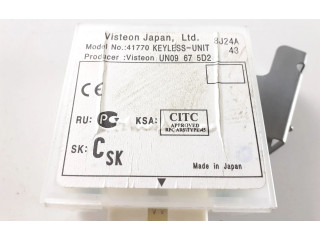 Visteon Japan, Ltd.
Model No.:41770 KEYLESS-UNIT
Producer :Visteon UN09 67 5D2
8J24A
43
CE
RU: PC
KSA: CITC
APPROVED
SK: CSK
Made in Japan